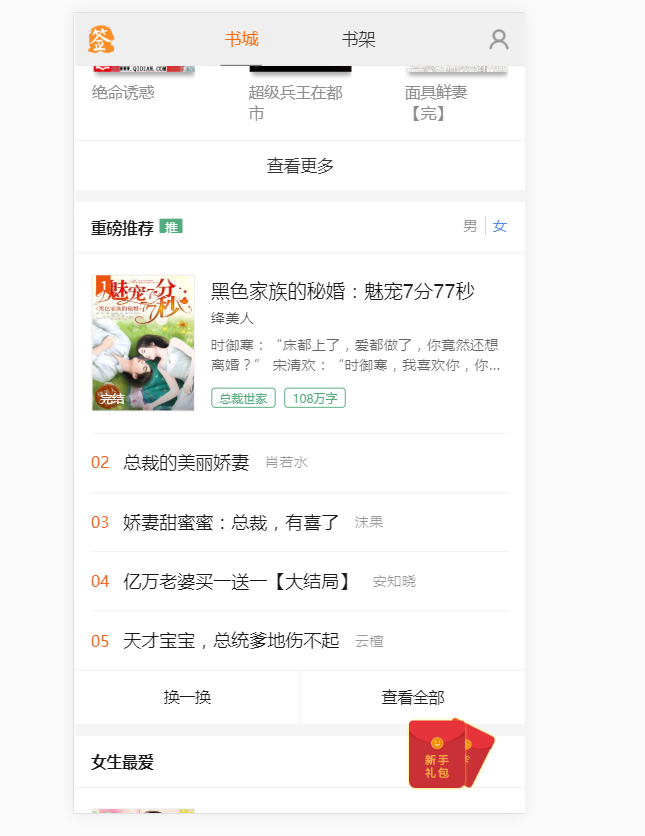 签
书城
书架
WWW.QIDIAN.COM
绝命诱惑
超级兵王在都
市
面具鲜妻
【完】
查看更多
重磅推荐 推
男
女
1
魅宠7分
77秒
黑色家族的秘婚
完结
黑色家族的秘婚：魅宠7分77秒
绛美人
时御寒：“床都上了，爱都做了，你竟然还想
离婚？” 宋清欢：“时御寒，我喜欢你，你...
总裁世家
108万字
02 总裁的美丽娇妻 肖若水
03 娇妻甜蜜蜜：总裁，有喜了 沫果
04 亿万老婆买一送一【大结局】 安知晓
05 天才宝宝，总统爹地伤不起 云檀
换一换
查看全部
新手
礼包
女生最爱